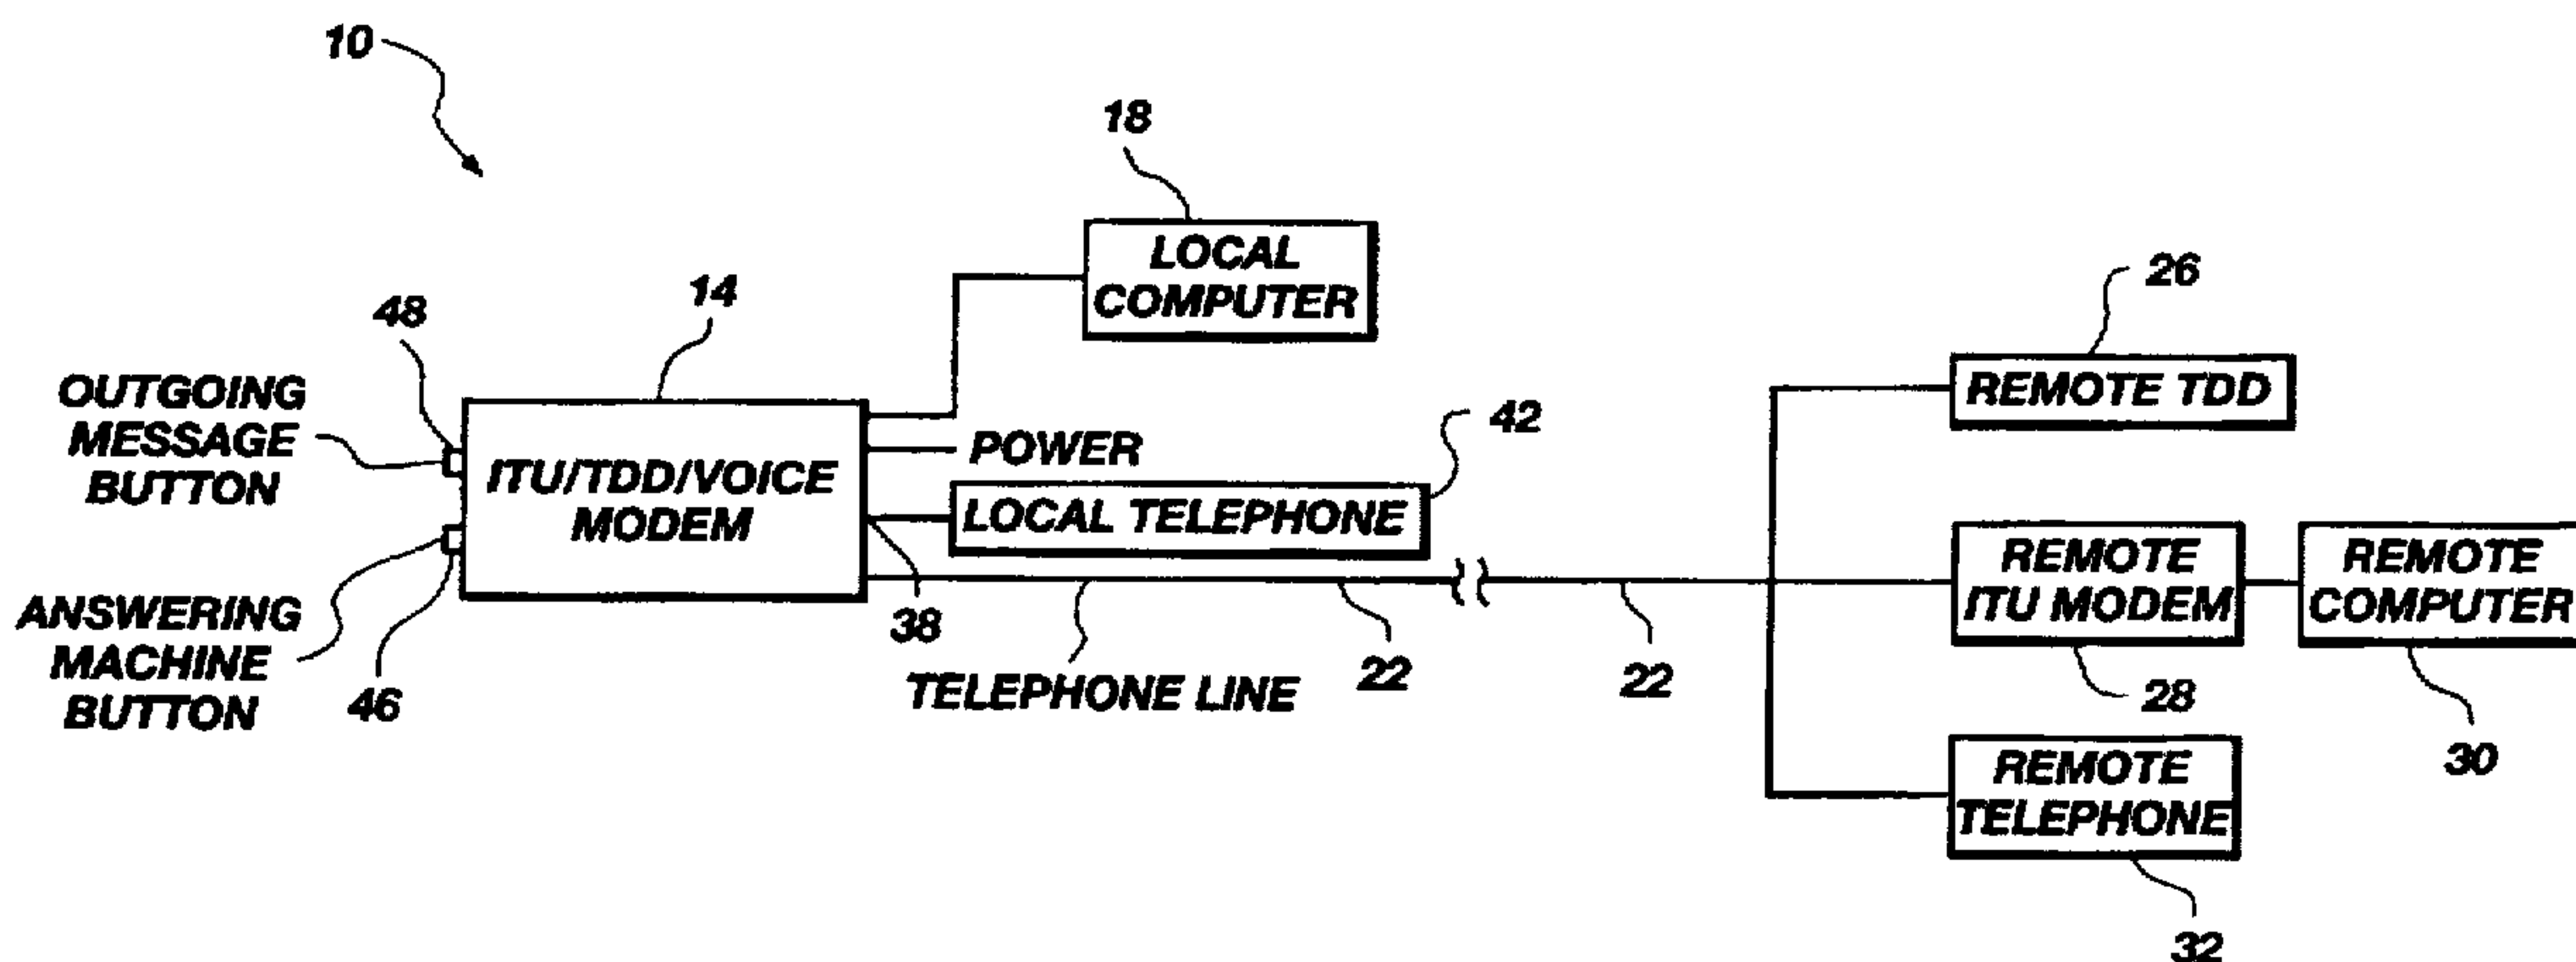 10
18
LOCAL
COMPUTER
26
REMOTE TDD
14
48
OUTGOING
MESSAGE
BUTTON
ITU/TDD/VOICE
MODEM
POWER
42
LOCAL TELEPHONE
38
ANSWERING
MACHINE
BUTTON
46
TELEPHONE LINE
22
22
REMOTE
ITU MODEM
28
REMOTE
COMPUTER
30
REMOTE
TELEPHONE
32